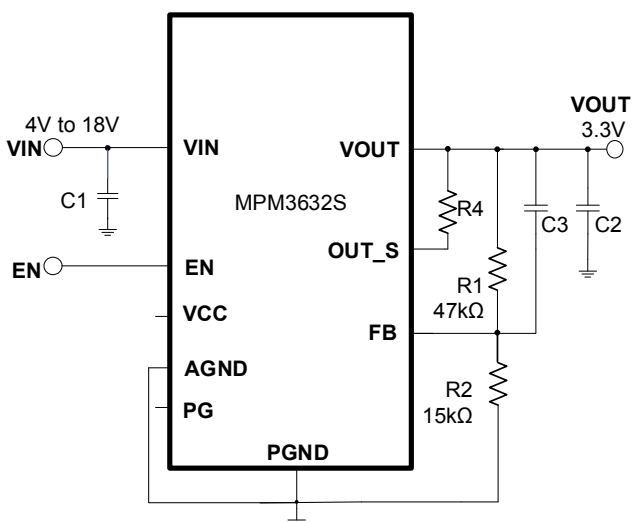 VOUT
4V to 18V
3.3V
VIN
VIN
VOUT
C1
MPM3632S
R4
C3
C2
OUT_S
EN
EN
R1
47kΩ
VCC
FB
AGND
R2
15kΩ
PG
PGND